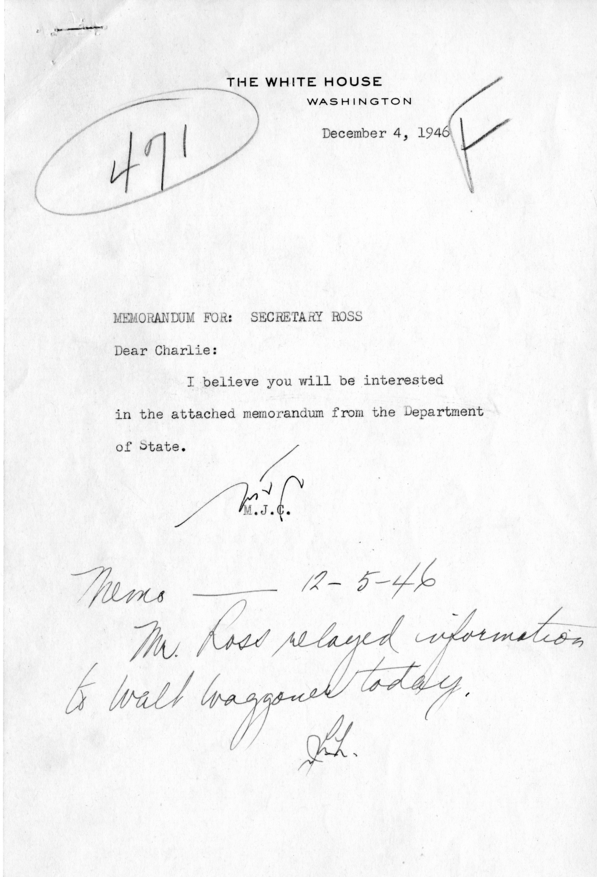 THE WHITE HOUSE
WASHINGTON
December 4, 1946
F
471
MEMORANDUM FOR: SECRETARY ROSS
Dear Charlie:
I believe you will be interested
in the attached memorandum from the Department
of State.
M.J.C.
Memo — 12-5-46
Mr. Ross relayed information
to Walt Waggoner today.